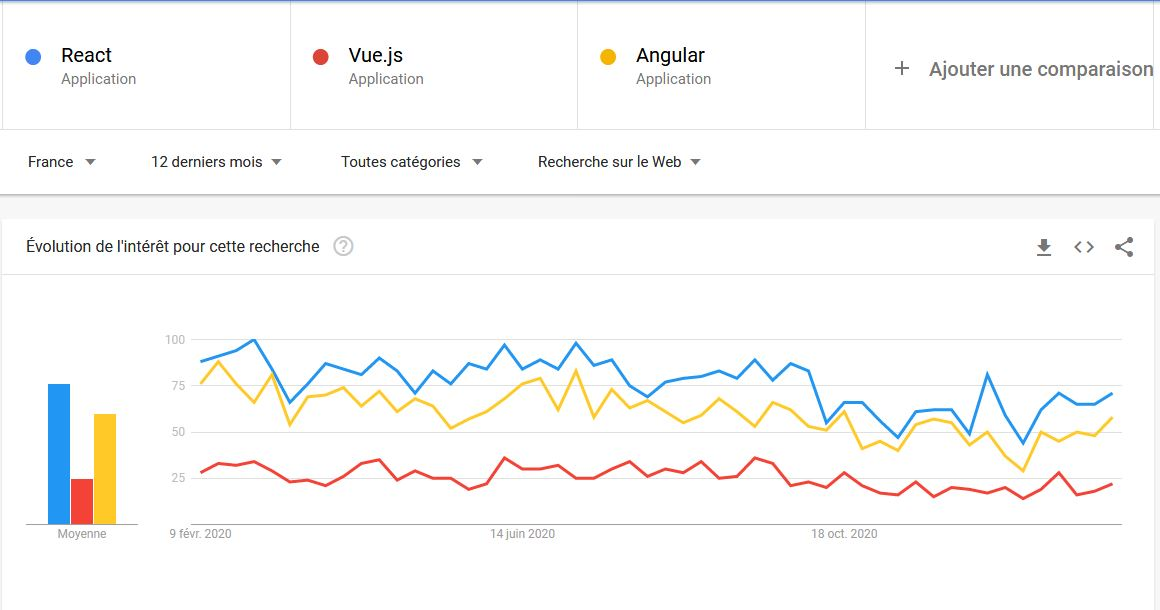 React
Application
Vue.js
Application
Angular
Application
+ Ajouter une comparaison
France
12 derniers mois
Toutes catégories
Recherche sur le Web
Évolution de l'intérêt pour cette recherche
?
100
75
50
25
Moyenne
9 févr. 2020
14 juin 2020
18 oct. 2020